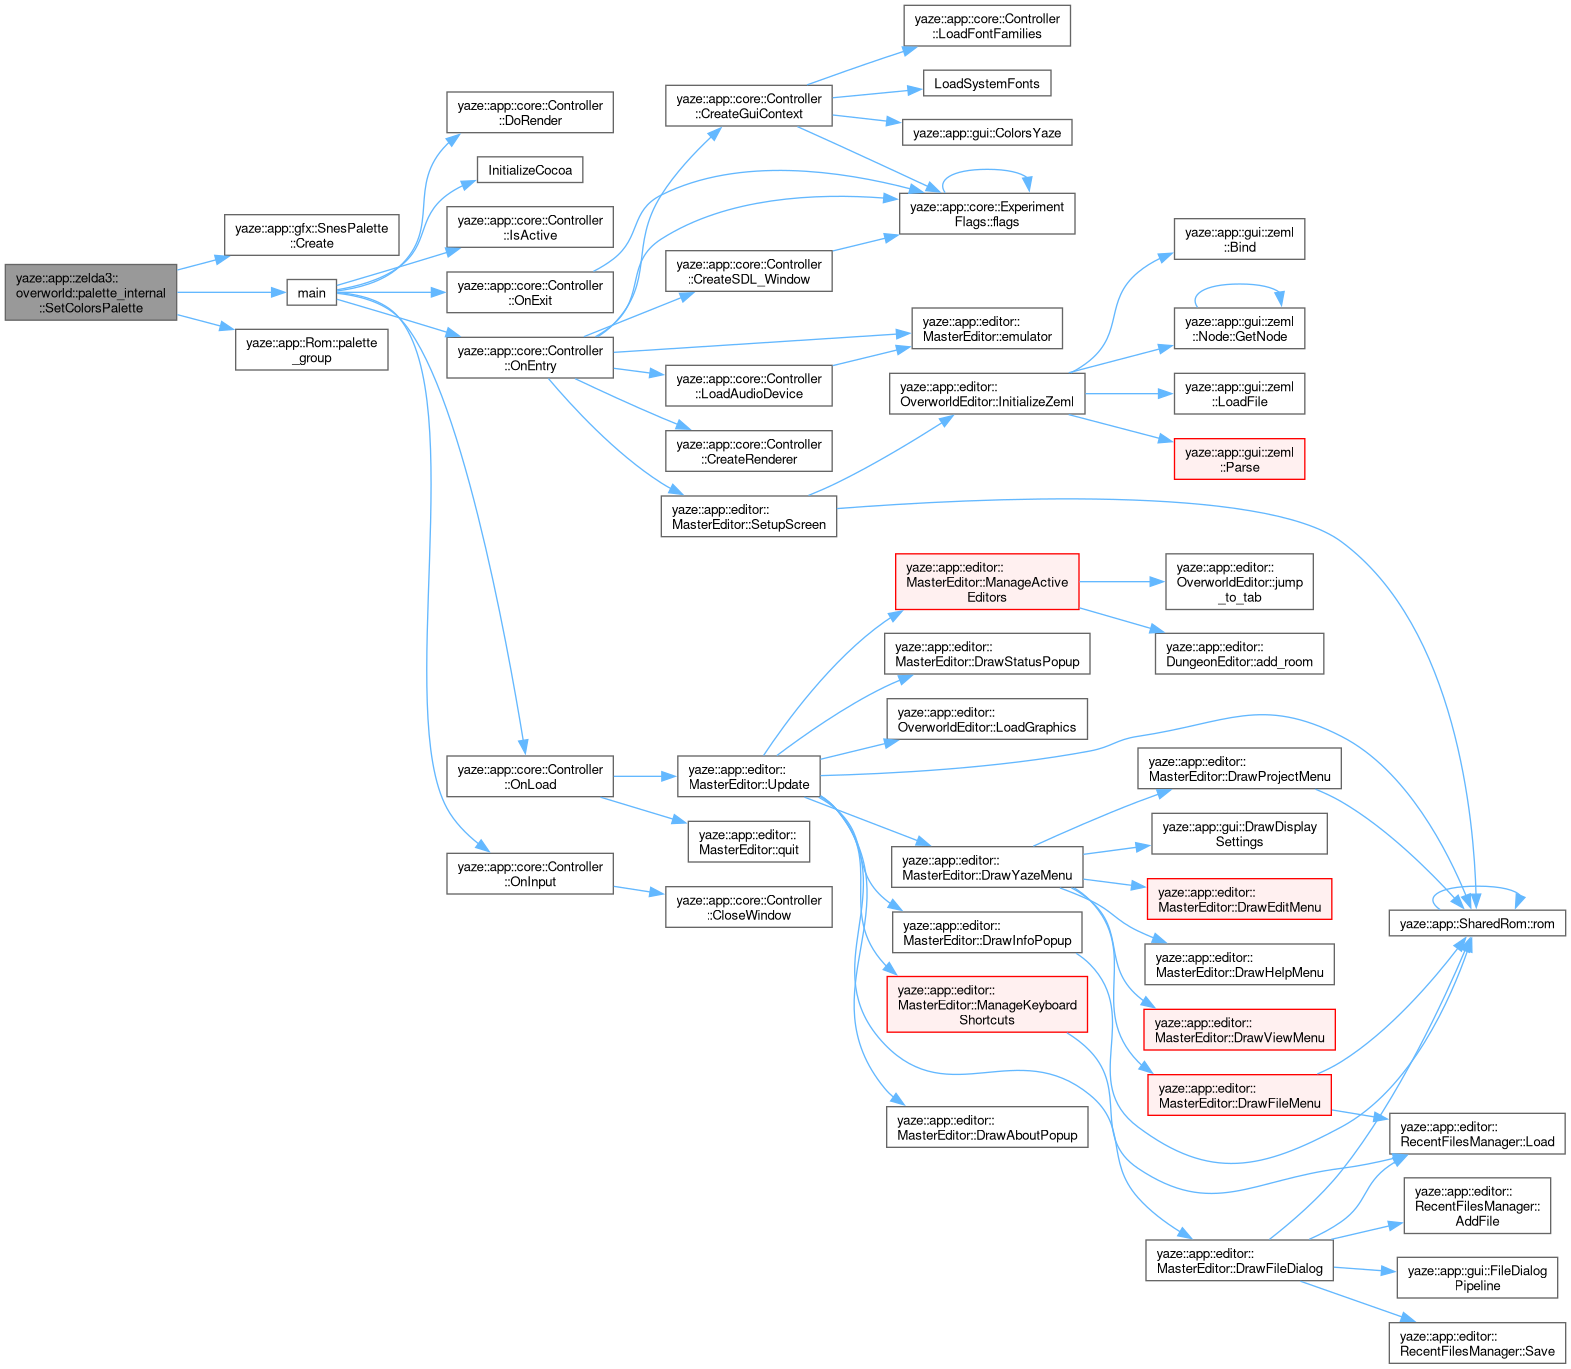 yaze::app::zelda3::
overworld::palette_internal
::SetColorsPalette
yaze::app::gfx::SnesPalette
::Create
main
yaze::app::Rom::palette
_group
yaze::app::core::Controller
::DoRender
InitializeCocoa
yaze::app::core::Controller
::IsActive
yaze::app::core::Controller
::OnExit
yaze::app::core::Controller
::OnEntry
yaze::app::core::Controller
::OnLoad
yaze::app::core::Controller
::OnInput
yaze::app::core::Controller
::CreateGuiContext
yaze::app::core::Controller
::CreateSDL_Window
yaze::app::core::Controller
::LoadAudioDevice
yaze::app::core::Controller
::CreateRenderer
yaze::app::editor::
MasterEditor::SetupScreen
yaze::app::editor::
MasterEditor::Update
yaze::app::editor::
MasterEditor::quit
yaze::app::core::Controller
::CloseWindow
yaze::app::core::Controller
::LoadFontFamilies
LoadSystemFonts
yaze::app::gui::ColorsYaze
yaze::app::core::Experiment
Flags::flags
yaze::app::editor::
MasterEditor::emulator
yaze::app::editor::
OverworldEditor::InitializeZeml
yaze::app::editor::
MasterEditor::ManageActive
Editors
yaze::app::editor::
MasterEditor::DrawStatusPopup
yaze::app::editor::
OverworldEditor::LoadGraphics
yaze::app::editor::
MasterEditor::DrawYazeMenu
yaze::app::editor::
MasterEditor::DrawInfoPopup
yaze::app::editor::
MasterEditor::ManageKeyboard
Shortcuts
yaze::app::editor::
MasterEditor::DrawAboutPopup
yaze::app::gui::zeml
::Bind
yaze::app::gui::zeml
::Node::GetNode
yaze::app::gui::zeml
::LoadFile
yaze::app::gui::zeml
::Parse
yaze::app::editor::
OverworldEditor::jump
_to_tab
yaze::app::editor::
DungeonEditor::add_room
yaze::app::editor::
MasterEditor::DrawProjectMenu
yaze::app::gui::DrawDisplay
Settings
yaze::app::editor::
MasterEditor::DrawEditMenu
yaze::app::editor::
MasterEditor::DrawHelpMenu
yaze::app::editor::
MasterEditor::DrawViewMenu
yaze::app::editor::
MasterEditor::DrawFileMenu
yaze::app::editor::
MasterEditor::DrawFileDialog
yaze::app::SharedRom::rom
yaze::app::editor::
RecentFilesManager::Load
yaze::app::editor::
RecentFilesManager::
AddFile
yaze::app::gui::FileDialog
Pipeline
yaze::app::editor::
RecentFilesManager::Save